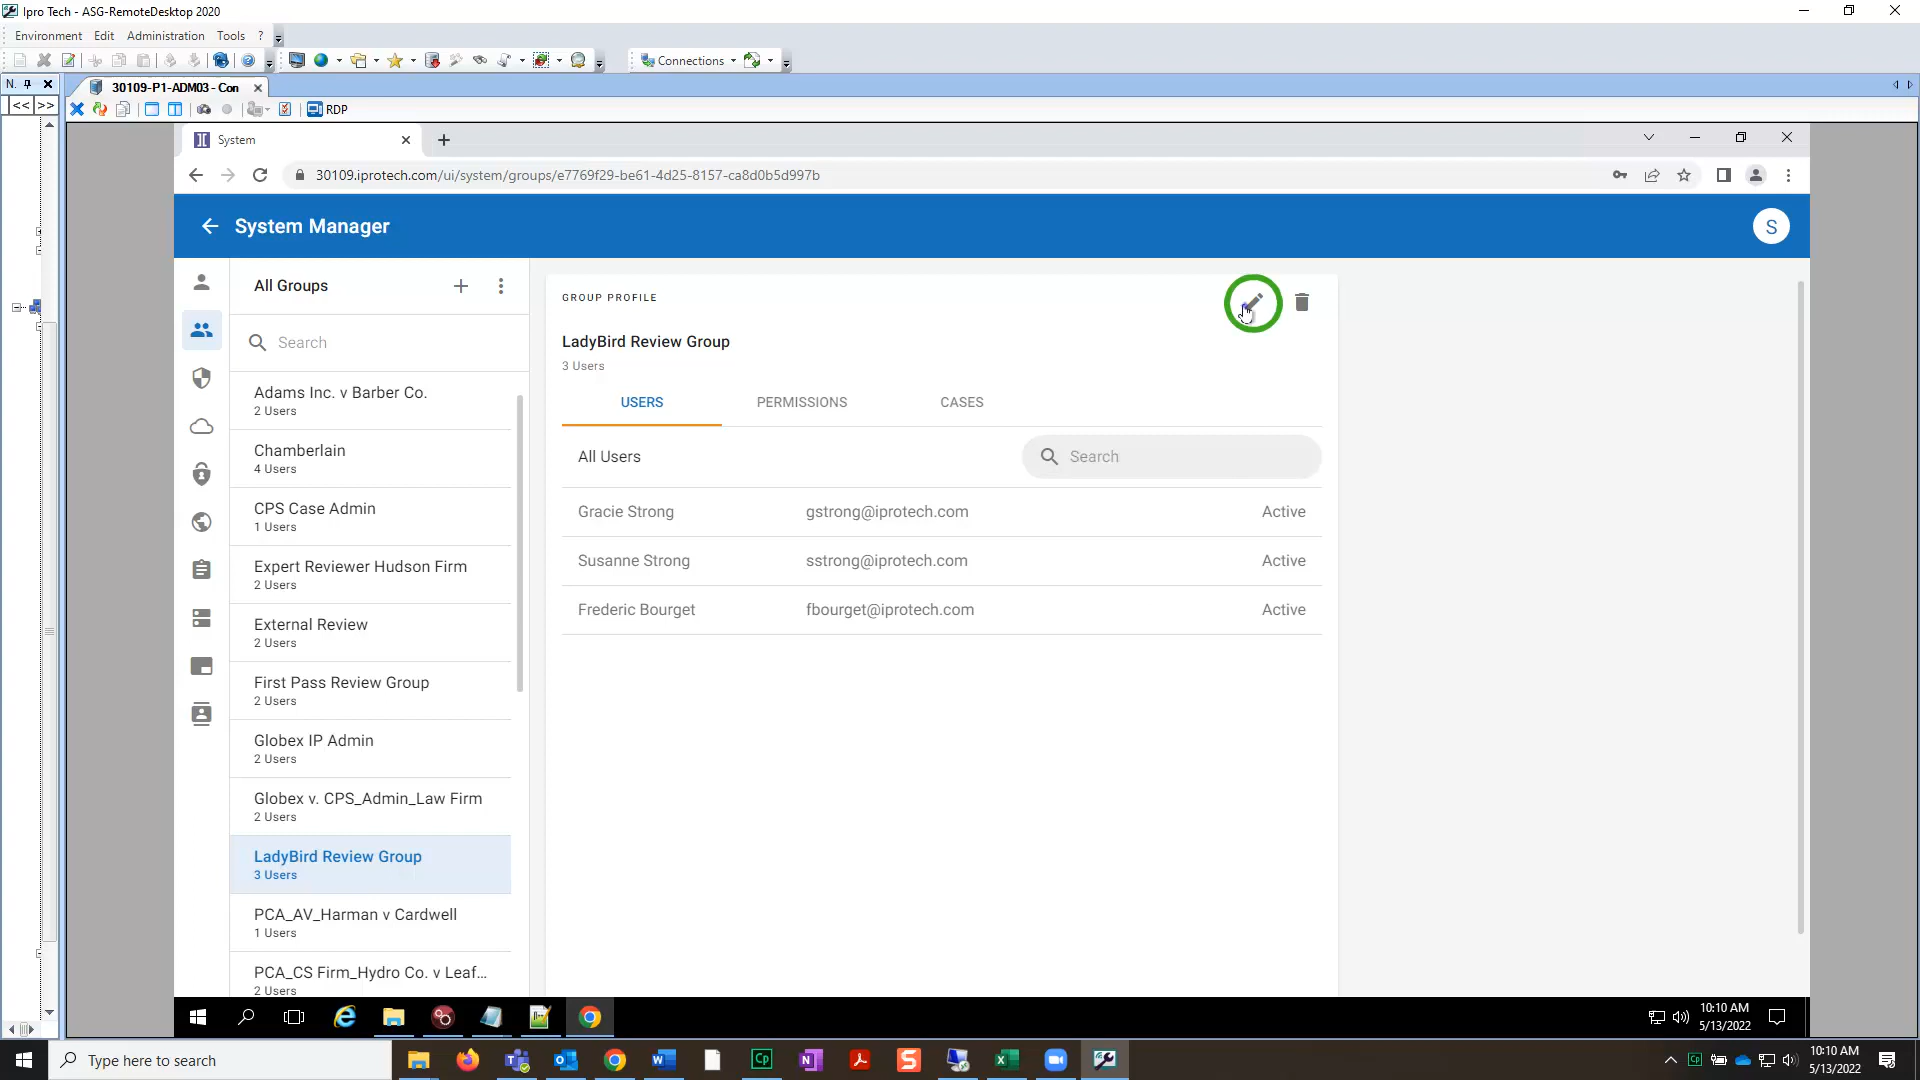 Ipro Tech - ASG-RemoteDesktop 2020
Environment Edit Administration Tools ?
Connections
N.
30109-P1-ADM03 - Con
<< >>
RDP
System
30109.iprotech.com/ui/system/groups/e7769f29-be61-4d25-8157-ca8d0b5d997b
System Manager
S
All Groups
Search
Adams Inc. v Barber Co.
2 Users
Chamberlain
4 Users
CPS Case Admin
1 Users
Expert Reviewer Hudson Firm
2 Users
External Review
2 Users
First Pass Review Group
2 Users
Globex IP Admin
2 Users
Globex v. CPS_Admin_Law Firm
2 Users
LadyBird Review Group
3 Users
PCA_AV_Harman v Cardwell
1 Users
PCA_CS Firm_Hydro Co. v Leaf...
2 Users
GROUP PROFILE
LadyBird Review Group
3 Users
USERS PERMISSIONS CASES
All Users
Search
Gracie Strong gstrong@iprotech.com Active
Susanne Strong sstrong@iprotech.com Active
Frederic Bourget fbourget@iprotech.com Active
10:10 AM
5/13/2022
Type here to search
10:10 AM
5/13/2022